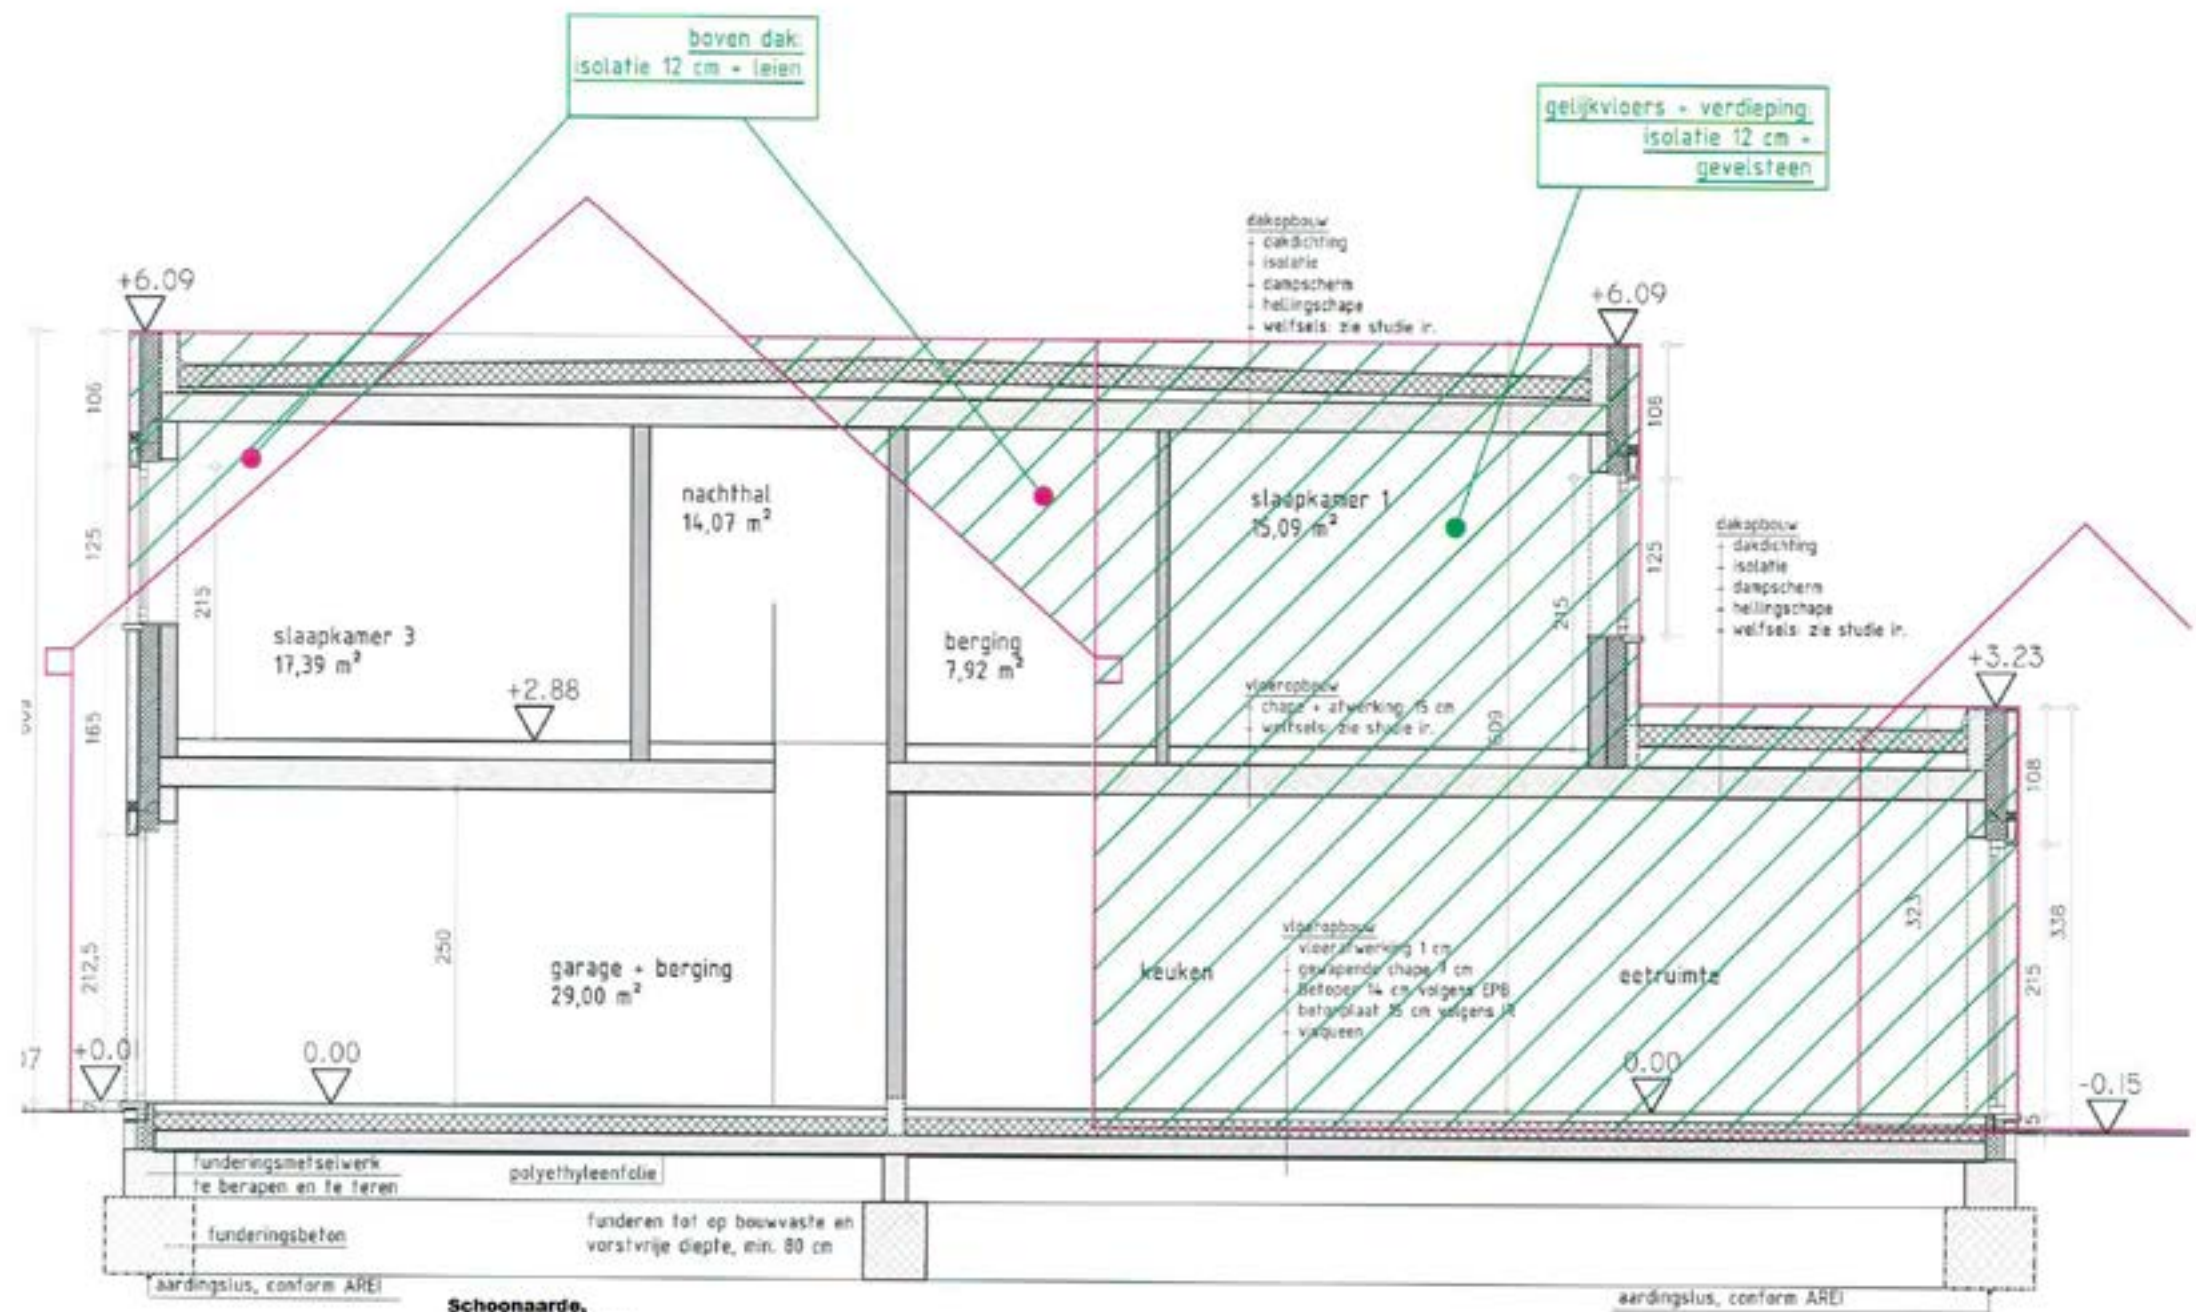 boven dak:
isolatie 12 cm + leien
gelijkvloers + verdieping:
isolatie 12 cm +
gevelsteen
dakopbouw
- dakdichting
- isolatie
- dampscherm
- hellingschape
- welfsels: zie studie ir.
+6.09
+6.09
106
125
165
212,5
215
108
125
215
609
nachthal
14,07 m²
slaapkamer 1
15,09 m²
dakopbouw
- dakdichting
- isolatie
- dampscherm
- hellingschape
- welfsels: zie studie ir.
slaapkamer 3
17,39 m²
berging
7,92 m²
+2.88
+3.23
vloeropbouw
- chape + afwerking: 15 cm
- welfsels: zie studie ir.
108
338
323
215
250
garage + berging
29,00 m²
keuken
eetruimte
vloeropbouw
- vloerafwerking 1 cm
- gewapende chape 7 cm
- Betopor 14 cm volgens EPB
- betonplaat 15 cm volgens IR
- visqueen
+0.0
0.00
0.00
-0.15
funderingsmetselwerk
te berapen en te teren
polyethyleenfolie
funderingsbeton
funderen tot op bouwvaste en
vorstvrije diepte, min. 80 cm
aardingslus, conform AREI
aardingslus, conform AREI
Schoonaarde,